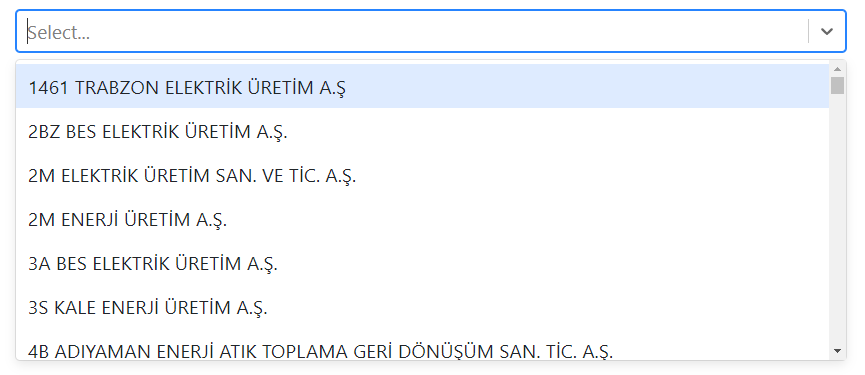 Select...
1461 TRABZON ELEKTRİK ÜRETİM A.Ş
2BZ BES ELEKTRİK ÜRETİM A.Ş.
2M ELEKTRİK ÜRETİM SAN. VE TİC. A.Ş.
2M ENERJİ ÜRETİM A.Ş.
3A BES ELEKTRİK ÜRETİM A.Ş.
3S KALE ENERJİ ÜRETİM A.Ş.
4B ADIYAMAN ENERJİ ATIK TOPLAMA GERİ DÖNÜŞÜM SAN. TİC. A.Ş.